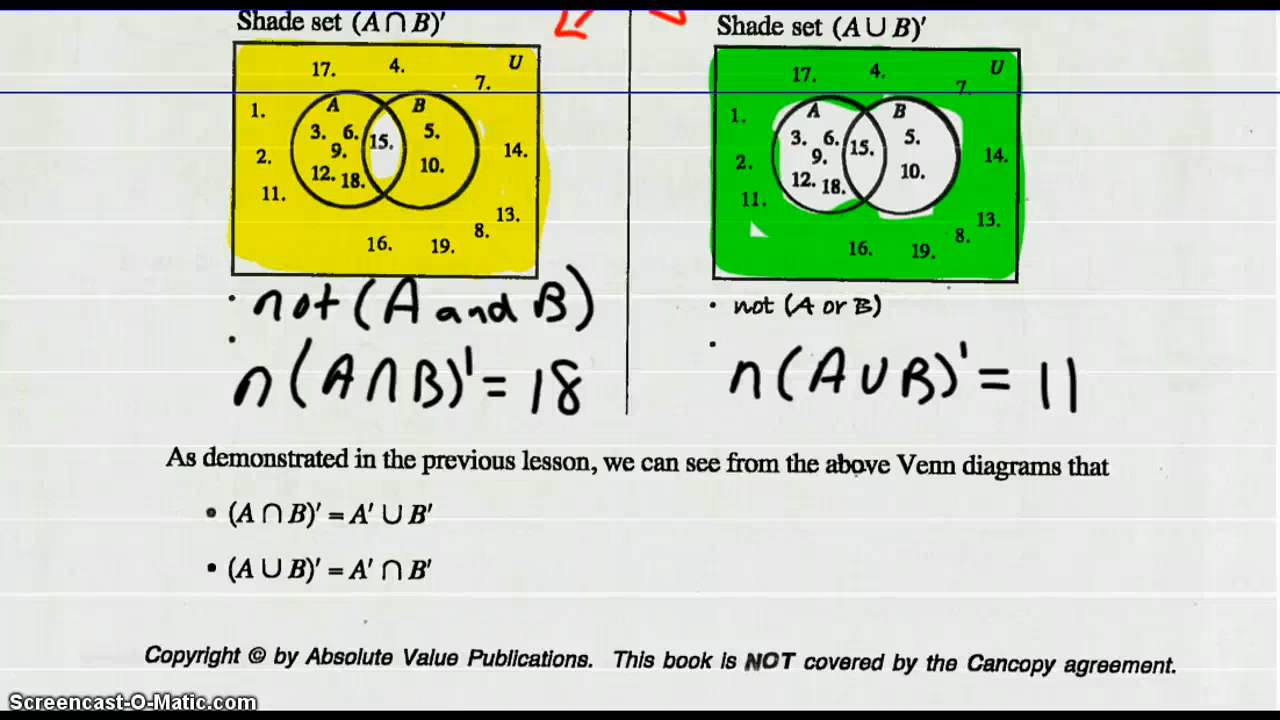 Shade set (A ∩ B)′
U
17. 4. 7.
1.
A B
3. 6. 15. 5.
9.
2. 14.
12. 18. 10.
11.
13.
8.
16. 19.
• not (A and B)
• n(A ∩ B)' = 18
Shade set (A ∪ B)′
U
17. 4. 7.
1.
A B
3. 6. 15. 5.
9.
2. 14.
12. 18. 10.
11.
13.
8.
16. 19.
• not (A or B)
• n(A ∪ B)' = 11
As demonstrated in the previous lesson, we can see from the above Venn diagrams that
• (A ∩ B)′ = A′ ∪ B′
• (A ∪ B)′ = A′ ∩ B′
Copyright © by Absolute Value Publications. This book is NOT covered by the Cancopy agreement.
Screencast-O-Matic.com